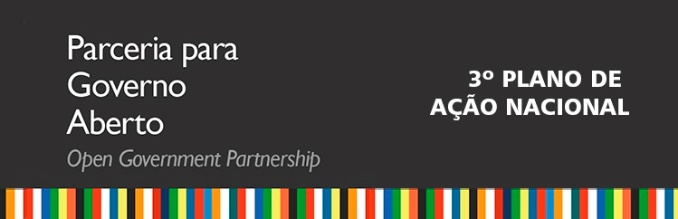 Parceria para
Governo
Aberto
Open Government Partnership
3º PLANO DE
AÇÃO NACIONAL